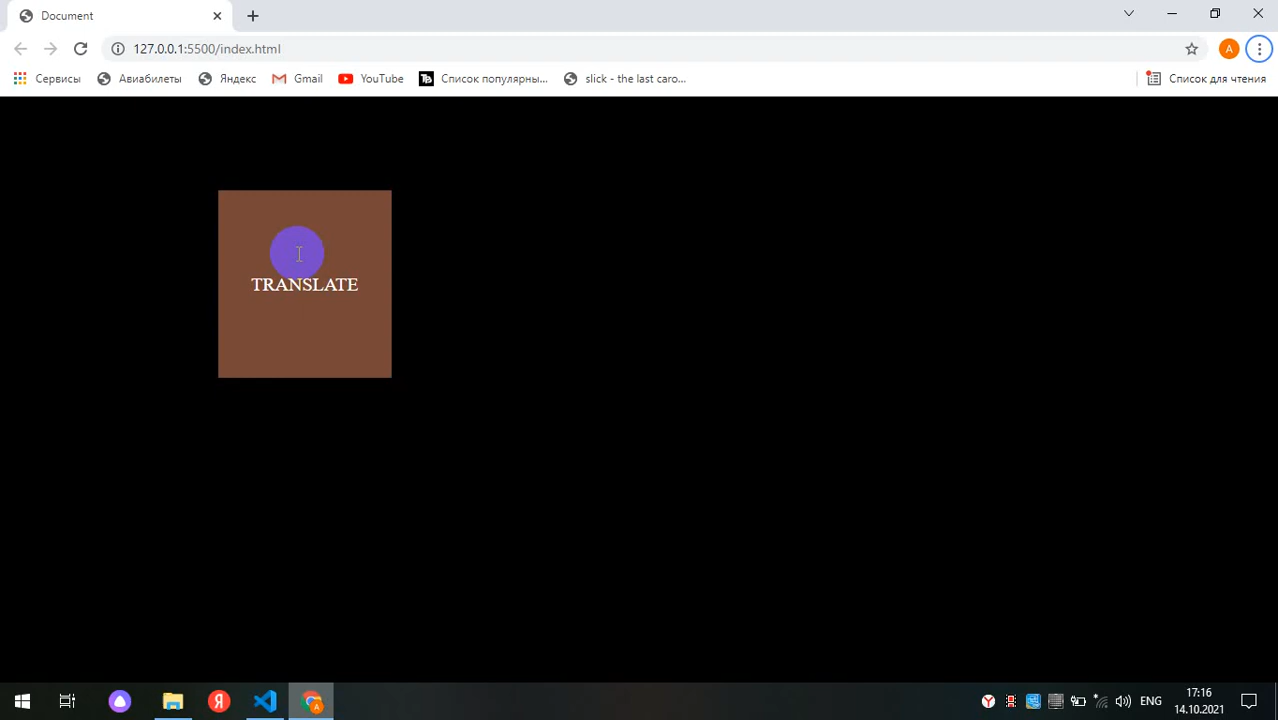 Document
127.0.0.1:5500/index.html
A
Сервисы
Авиабилеты
Яндекс
Gmail
YouTube
Список популярны...
slick - the last caro...
Список для чтения
TRANSLATE
ENG
17:16
14.10.2021